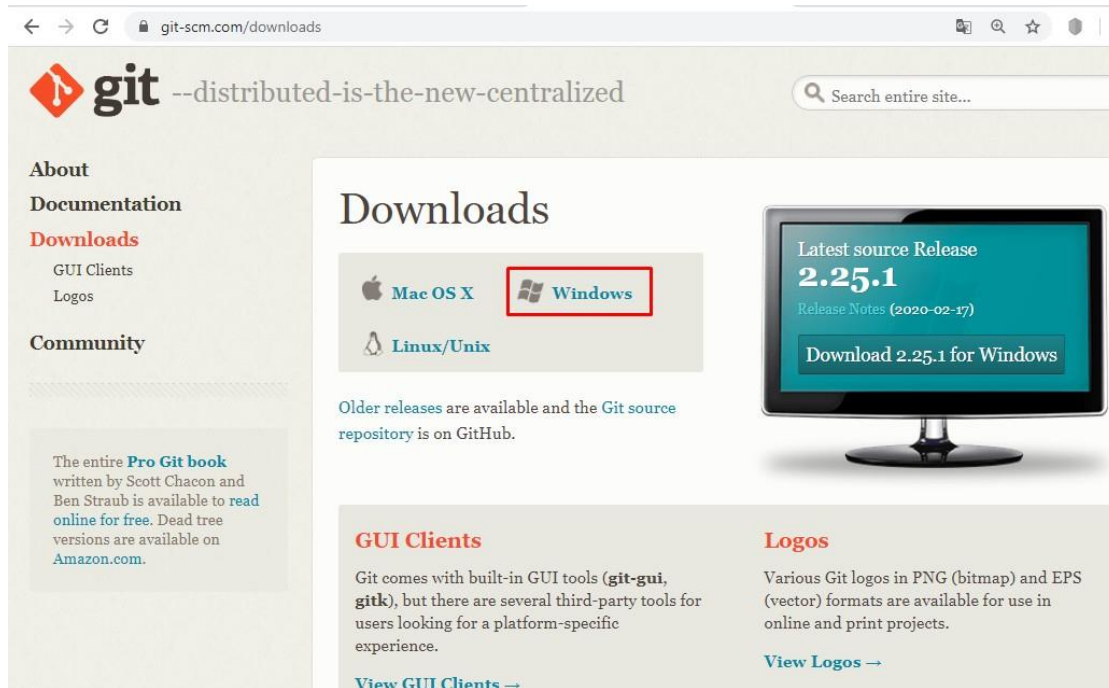 git-scm.com/downloads
git --distributed-is-the-new-centralized
Search entire site...
About
Documentation
Downloads
GUI Clients
Logos
Community
The entire Pro Git book
written by Scott Chacon and
Ben Straub is available to read
online for free. Dead tree
versions are available on
Amazon.com.
Downloads
Mac OS X
Windows
Linux/Unix
Older releases are available and the Git source
repository is on GitHub.
Latest source Release
2.25.1
Release Notes (2020-02-17)
Download 2.25.1 for Windows
GUI Clients
Git comes with built-in GUI tools (git-gui,
gitk), but there are several third-party tools for
users looking for a platform-specific
experience.
View GUI Clients →
Logos
Various Git logos in PNG (bitmap) and EPS
(vector) formats are available for use in
online and print projects.
View Logos →